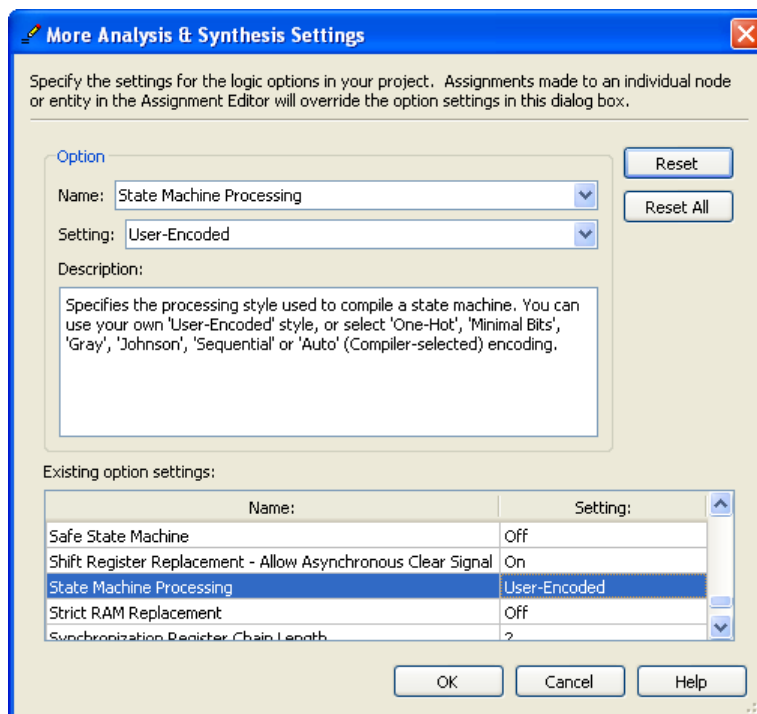 More Analysis & Synthesis Settings
Specify the settings for the logic options in your project. Assignments made to an individual node
or entity in the Assignment Editor will override the option settings in this dialog box.
Option
Name: State Machine Processing
Setting: User-Encoded
Description:
Specifies the processing style used to compile a state machine. You can
use your own 'User-Encoded' style, or select 'One-Hot', 'Minimal Bits',
'Gray', 'Johnson', 'Sequential' or 'Auto' (Compiler-selected) encoding.
Reset
Reset All
Existing option settings:
Name: Setting:
Safe State Machine Off
Shift Register Replacement - Allow Asynchronous Clear Signal On
State Machine Processing User-Encoded
Strict RAM Replacement Off
Synchronization Register Chain Length
OK Cancel Help